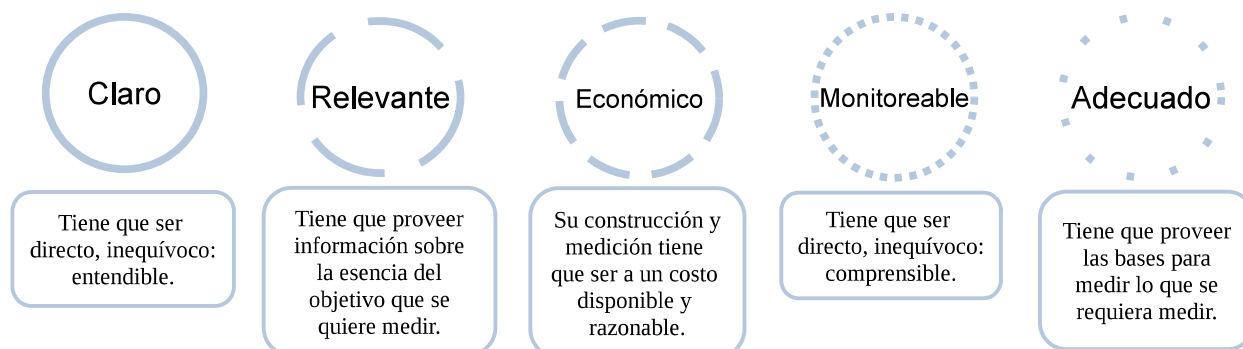 Claro
Relevante
Económico
Monitoreable
Adecuado
Tiene que ser
directo, inequívoco:
entendible.
Tiene que proveer
información sobre
la esencia del
objetivo que se
quiere medir.
Su construcción y
medición tiene
que ser a un costo
disponible y
razonable.
Tiene que ser
directo, inequívoco:
comprensible.
Tiene que proveer
las bases para
medir lo que se
requiera medir.